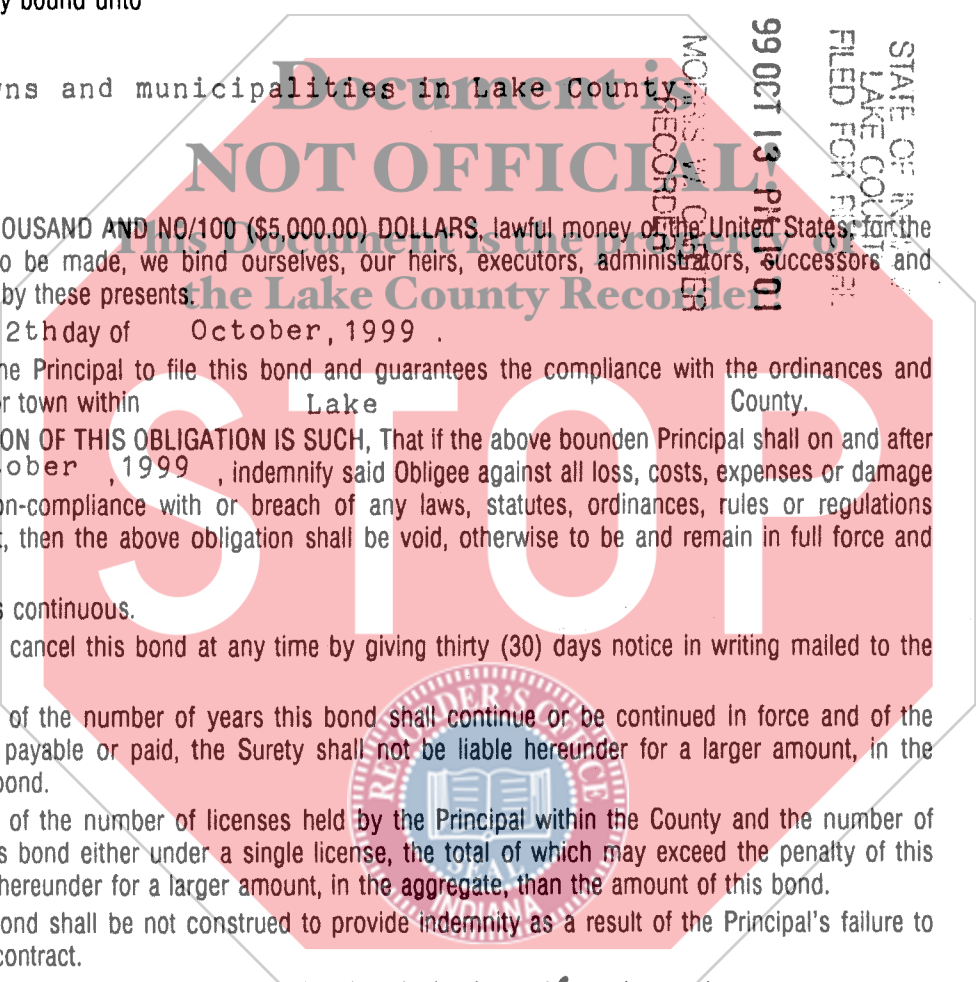 y bound unto
wns and municipalities in Lake County
OUSAND AND NO/100 ($5,000.00) DOLLARS, lawful money of the United States, for the
o be made, we bind ourselves, our heirs, executors, administrators, successors and
by these presents.
2th day of October, 1999 .
ne Principal to file this bond and guarantees the compliance with the ordinances and
r town within Lake County.
ON OF THIS OBLIGATION IS SUCH, That if the above bounden Principal shall on and after
ober , 1999 , indemnify said Obligee against all loss, costs, expenses or damage
on-compliance with or breach of any laws, statutes, ordinances, rules or regulations
t, then the above obligation shall be void, otherwise to be and remain in full force and
s continuous.
cancel this bond at any time by giving thirty (30) days notice in writing mailed to the
of the number of years this bond shall continue or be continued in force and of the
payable or paid, the Surety shall not be liable hereunder for a larger amount, in the
bond.
of the number of licenses held by the Principal within the County and the number of
s bond either under a single license, the total of which may exceed the penalty of this
hereunder for a larger amount, in the aggregate, than the amount of this bond.
ond shall be not construed to provide indemnity as a result of the Principal's failure to
contract.
Document is
NOT OFFICIAL!
This Document is the property of
the Lake County Recorder!
STOP
RECORDER'S OFFICE
SEAL
INDIANA
STATE OF IN
LAKE COUNT
FILED FOR
99 OCT 13 PM 1:01
RECORDER